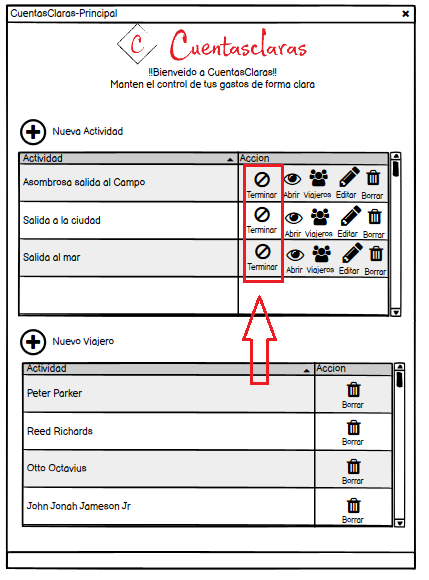 CuentasClaras-Principal
C Cuentasclaras
!!Bienveido a CuentasClaras!!
Manten el control de tus gastos de forma clara
Nueva Actividad
Actividad Accion
Asombrosa salida al Campo Terminar Abrir Viajeros Editar Borrar
Salida a la ciudad Terminar Abrir Viajeros Editar Borrar
Salida al mar Terminar Abrir Viajeros Editar Borrar
Nuevo Viajero
Actividad Accion
Peter Parker Borrar
Reed Richards Borrar
Otto Octavius Borrar
John Jonah Jameson Jr Borrar